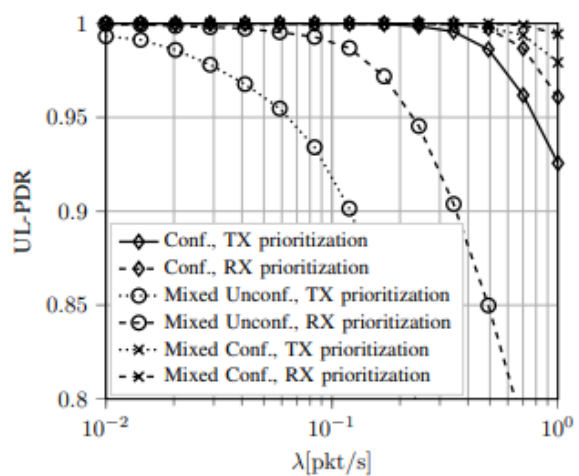 1
0.95
0.9
0.85
0.8
UL-PDR
Conf., TX prioritization
Conf., RX prioritization
Mixed Unconf., TX prioritization
Mixed Unconf., RX prioritization
Mixed Conf., TX prioritization
Mixed Conf., RX prioritization
10⁻² 10⁻¹ 10⁰
λ[pkt/s]